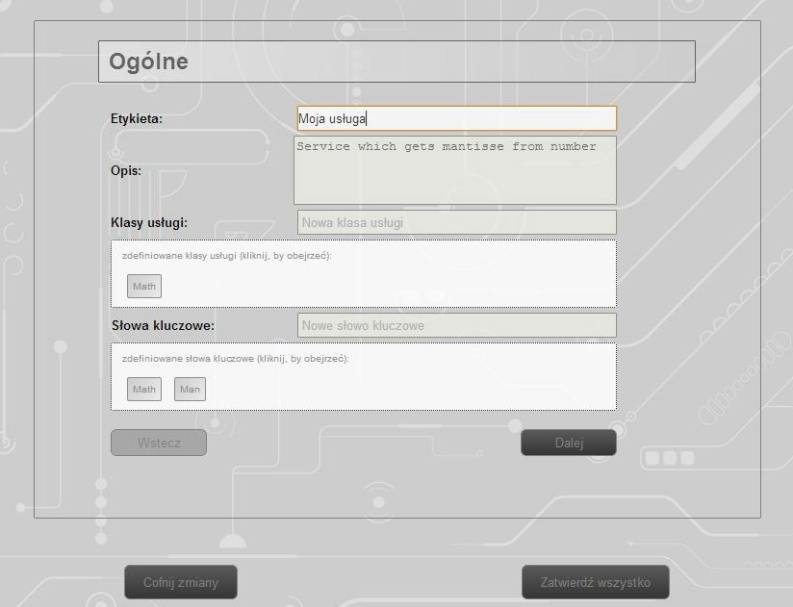 Ogólne
Etykieta: Moja usługa
Opis: Service which gets mantisse from number
Klasy usługi: Nowa klasa usługi
zdefiniowane klasy usługi (kliknij, by obejrzeć):
Math
Słowa kluczowe: Nowe słowo kluczowe
zdefiniowane słowa kluczowe (kliknij, by obejrzeć):
Math Man
Wstecz Dalej
Cofnij zmiany Zatwierdź wszystko